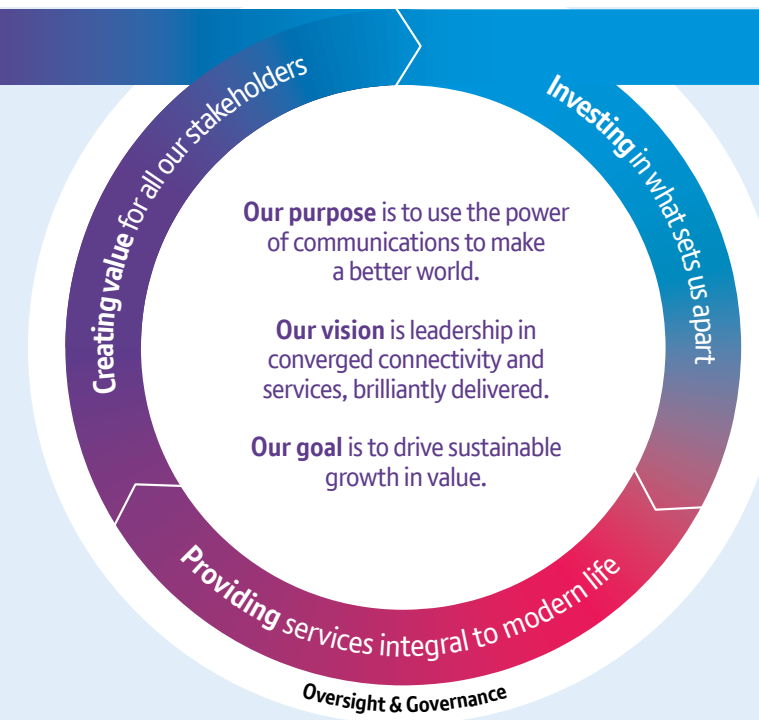 Creating value for all our stakeholders
Investing in what sets us apart
Our purpose is to use the power
of communications to make
a better world.
Our vision is leadership in
converged connectivity and
services, brilliantly delivered.
Our goal is to drive sustainable
growth in value.
Providing services integral to modern life
Oversight & Governance